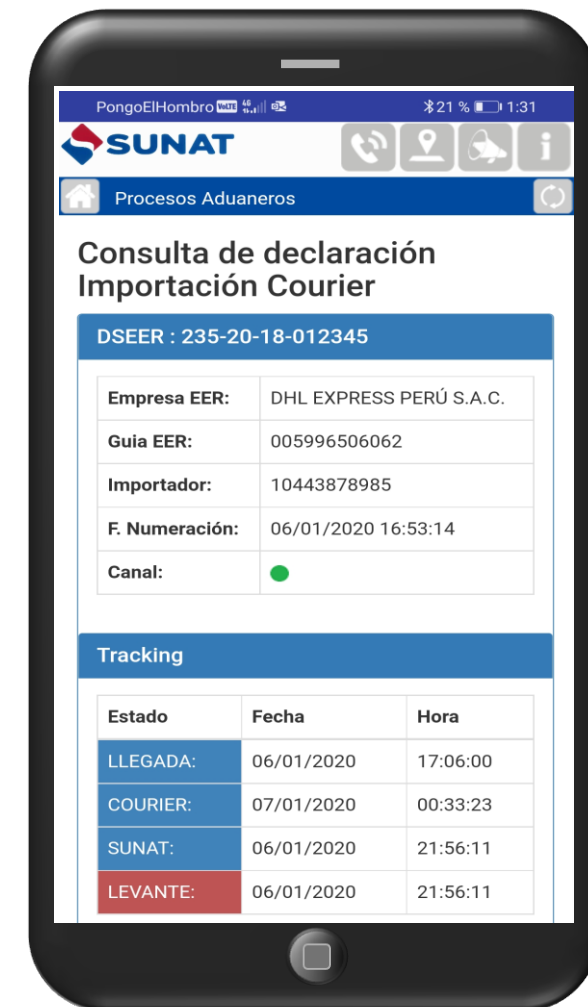 PongoElHombro VoLTE 4G 21 % 1:31
SUNAT
i
Procesos Aduaneros
Consulta de declaración
Importación Courier
DSEER : 235-20-18-012345
Empresa EER: DHL EXPRESS PERÚ S.A.C.
Guia EER: 005996506062
Importador: 10443878985
F. Numeración: 06/01/2020 16:53:14
Canal:
Tracking
Estado Fecha Hora
LLEGADA: 06/01/2020 17:06:00
COURIER: 07/01/2020 00:33:23
SUNAT: 06/01/2020 21:56:11
LEVANTE: 06/01/2020 21:56:11